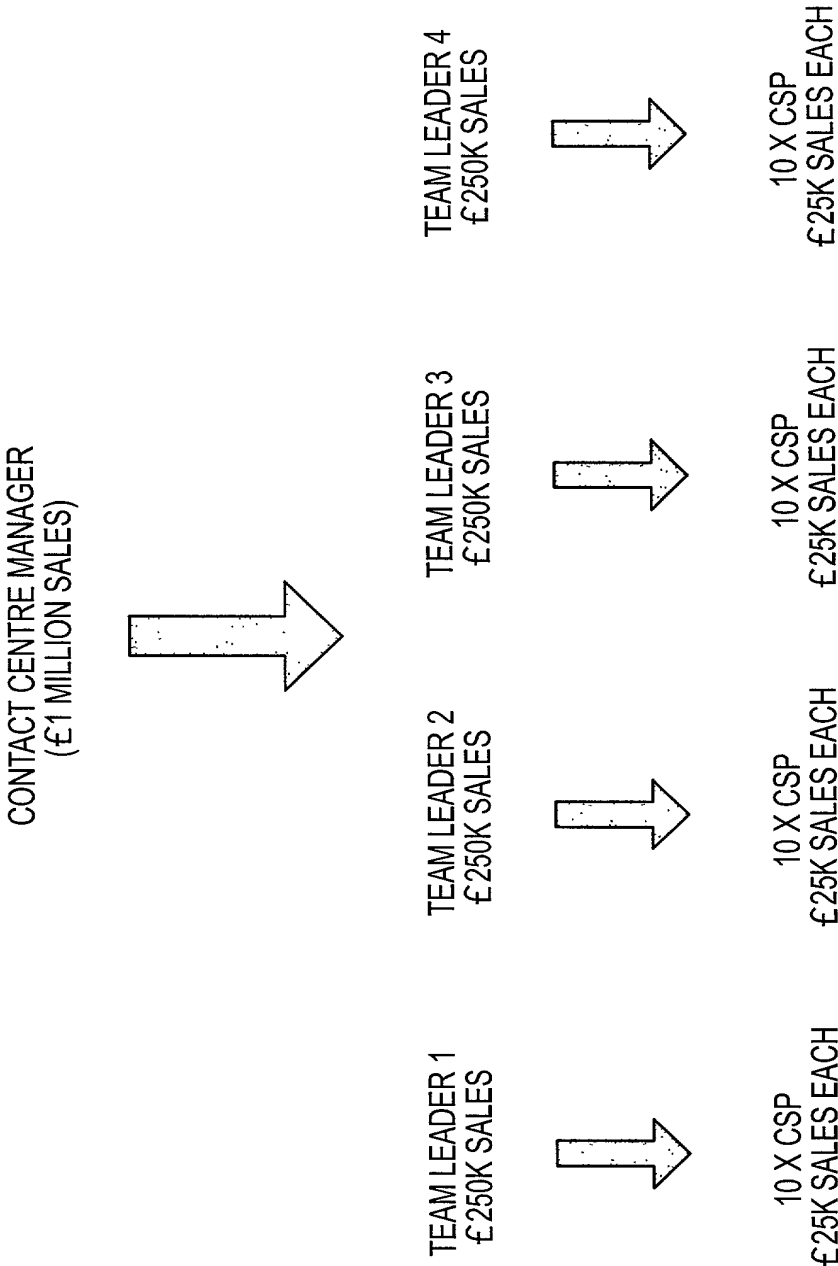 CONTACT CENTRE MANAGER
(£1 MILLION SALES)
TEAM LEADER 1
£250K SALES
TEAM LEADER 2
£250K SALES
TEAM LEADER 3
£250K SALES
TEAM LEADER 4
£250K SALES
10 X CSP
£25K SALES EACH
10 X CSP
£25K SALES EACH
10 X CSP
£25K SALES EACH
10 X CSP
£25K SALES EACH